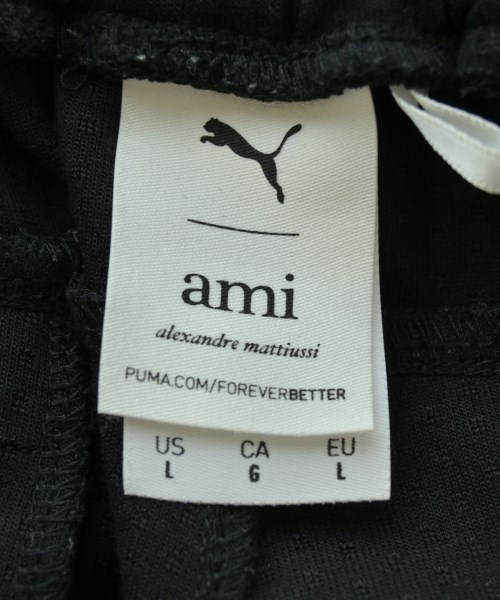 ami
alexandre mattiussi
PUMA.COM/FOREVERBETTER
US CA EU
L G L